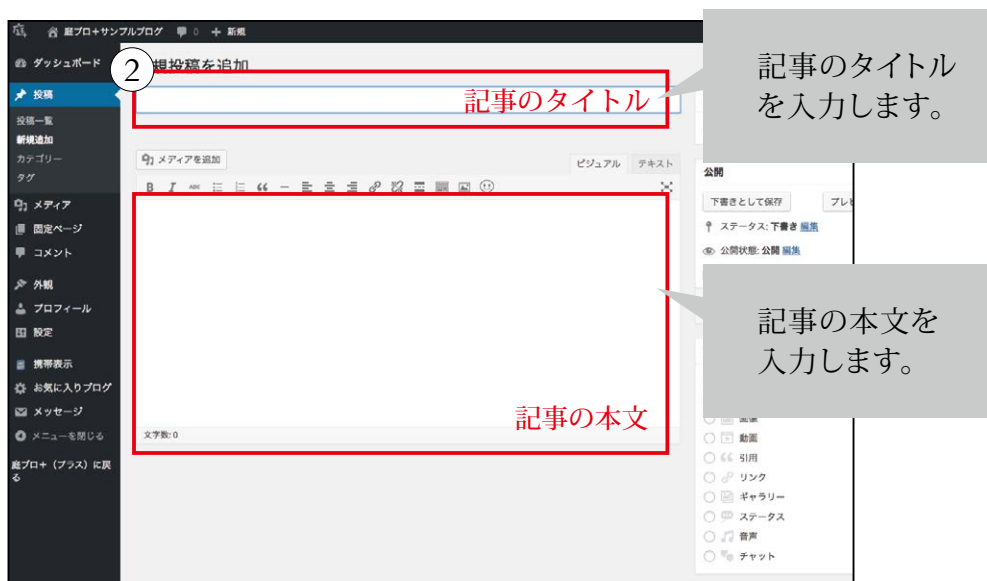 庭プロ+サンプルブログ 0 + 新規
ダッシュボード
投稿
投稿一覧
新規追加
カテゴリー
タグ
メディア
固定ページ
コメント
外観
プロフィール
設定
携帯表示
お気に入りブログ
メッセージ
メニューを閉じる
庭プロ+（プラス）に戻
る
②
規投稿を追加
記事のタイトル
メディアを追加
ビジュアル テキスト
B I ABC
記事の本文
文字数: 0
記事のタイトル
を入力します。
公開
下書きとして保存 プレ
ステータス: 下書き 編集
公開状態: 公開 編集
記事の本文を
入力します。
画像
動画
引用
リンク
ギャラリー
ステータス
音声
チャット